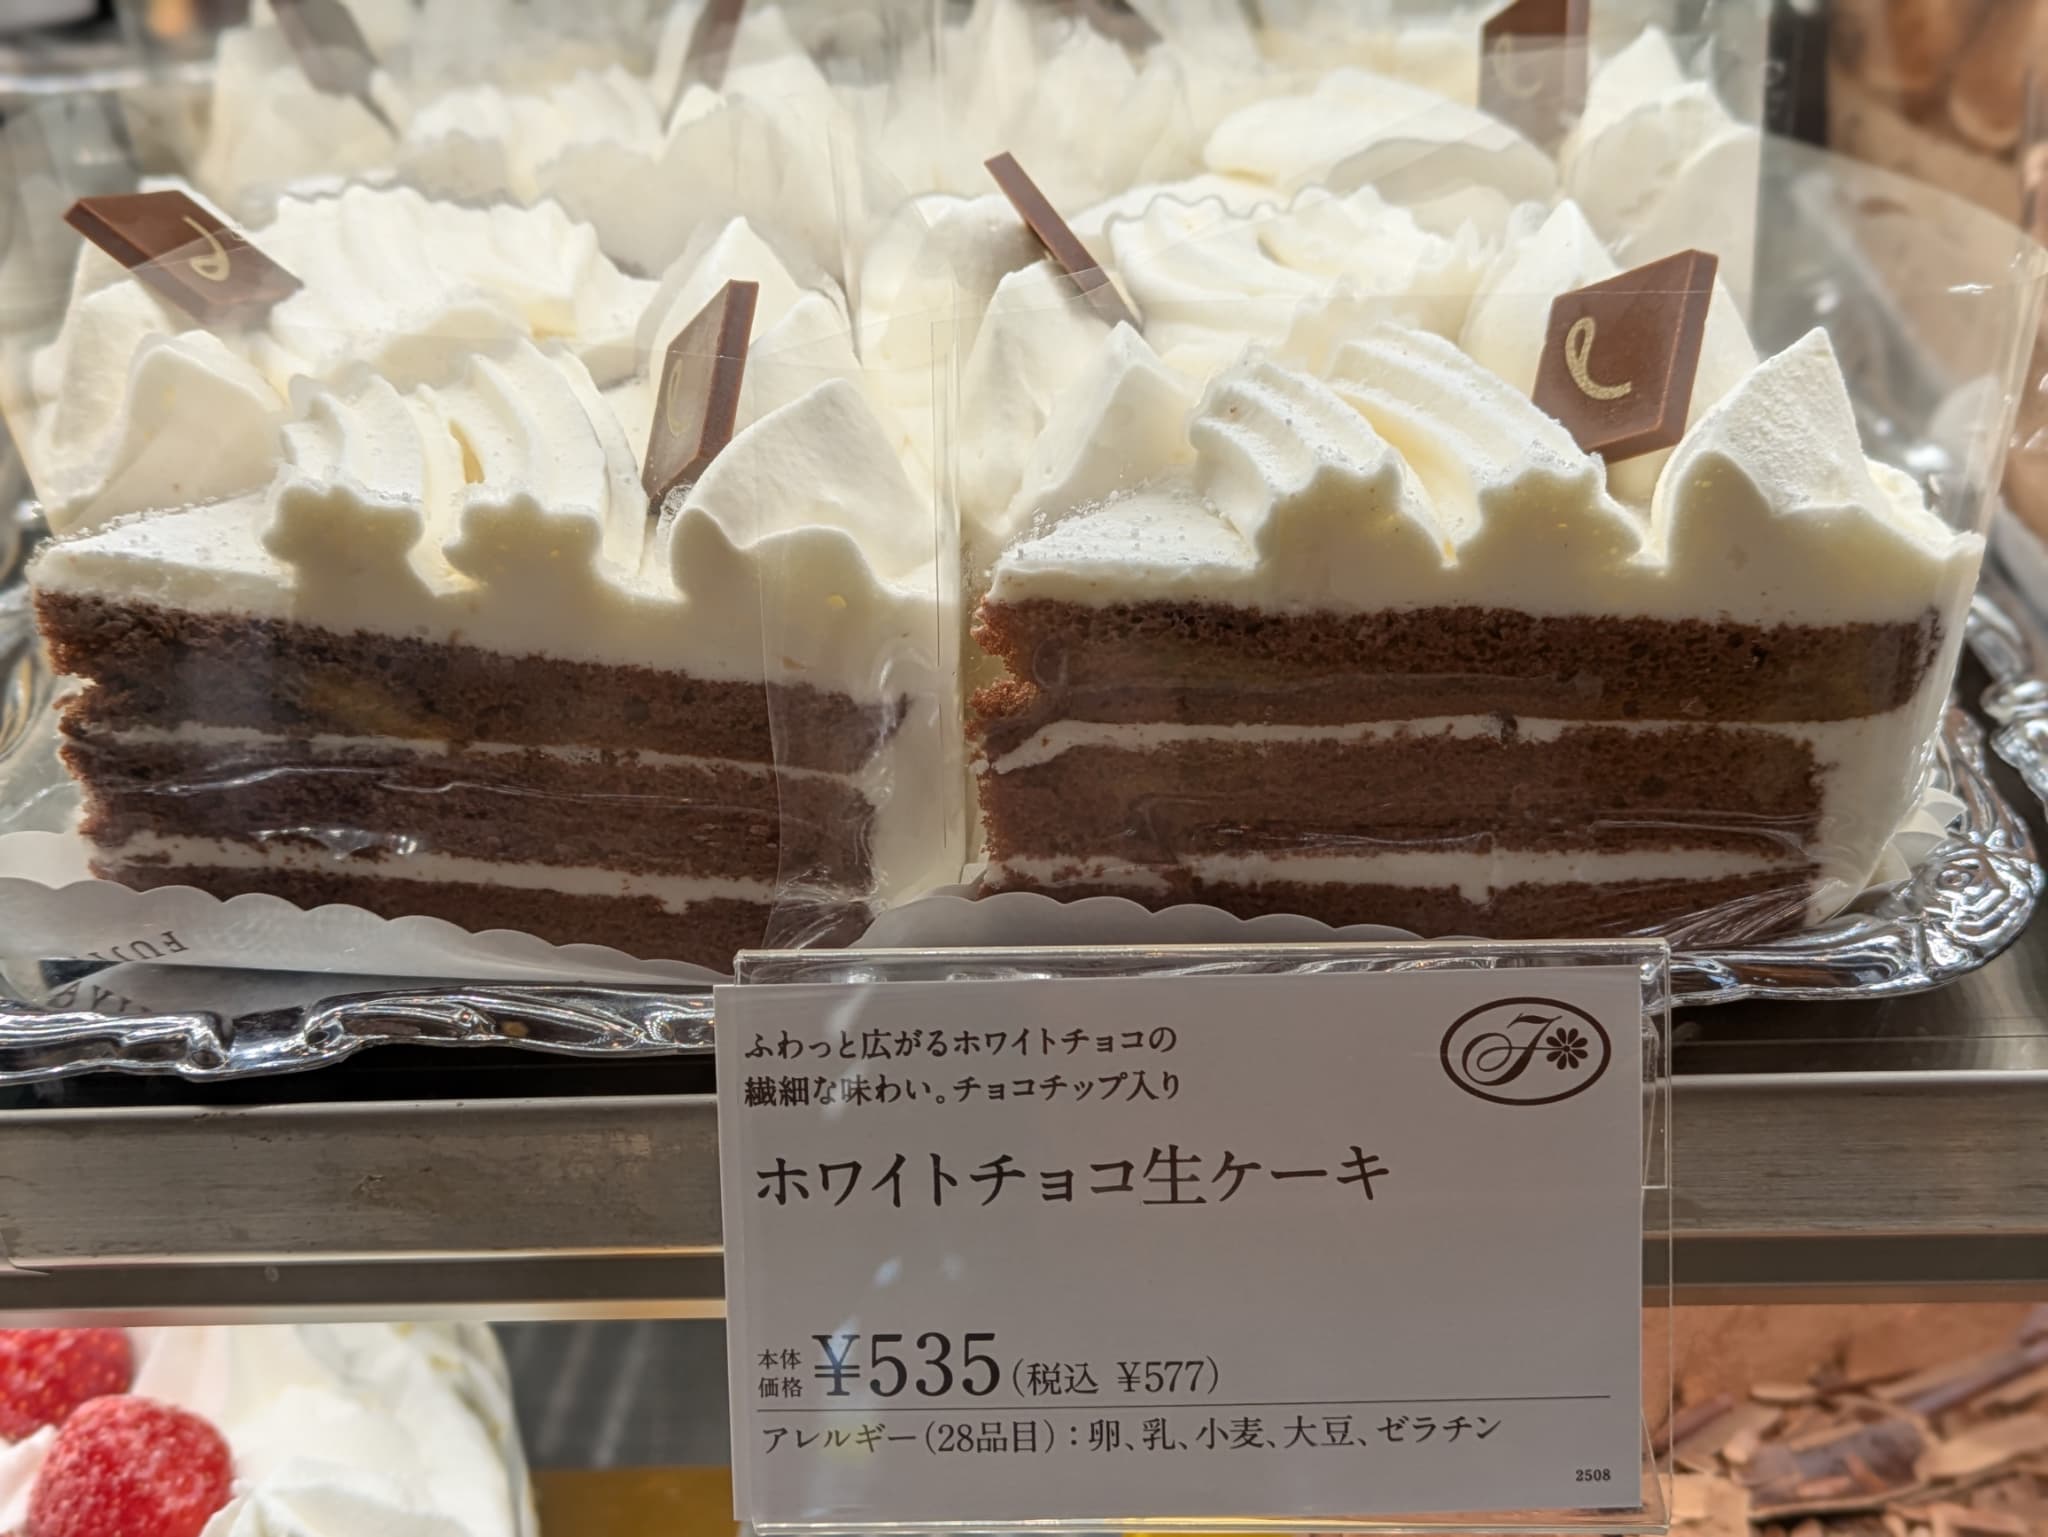 ふわっと広がるホワイトチョコの
繊細な味わい。チョコチップ入り
ホワイトチョコ生ケーキ
本体価格 ¥535(税込 ¥577)
アレルギー(28品目):卵、乳、小麦、大豆、ゼラチン
2508